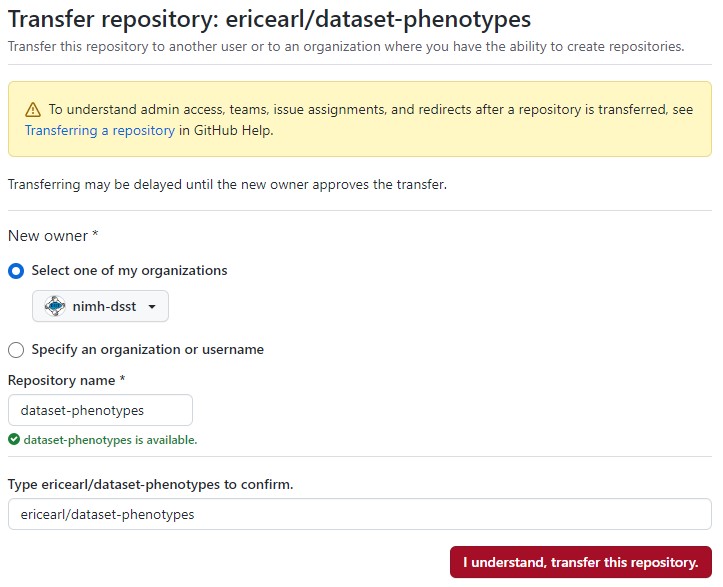 Transfer repository: ericearl/dataset-phenotypes
Transfer this repository to another user or to an organization where you have the ability to create repositories.
To understand admin access, teams, issue assignments, and redirects after a repository is transferred, see
Transferring a repository in GitHub Help.
Transferring may be delayed until the new owner approves the transfer.
New owner *
Select one of my organizations
nimh-dsst
Specify an organization or username
Repository name *
dataset-phenotypes
dataset-phenotypes is available.
Type ericearl/dataset-phenotypes to confirm.
ericearl/dataset-phenotypes
I understand, transfer this repository.